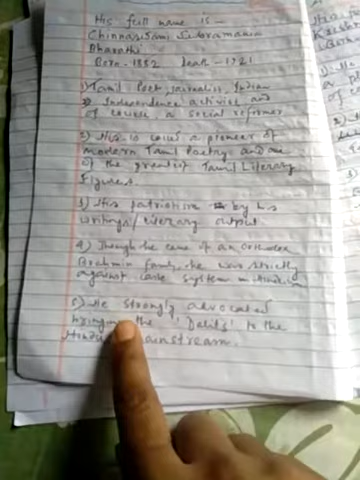 His full name is -
Chinnaswami Subramania
Bharathi
Born - 1882 Death - 1921
1) Tamil Poet, journalist, Indian
2) Independence activist and
of course a social reformer
2) He is called a pioneer of
modern Tamil Poetry and one
of the greatest Tamil Literary
figures.
3) His patriotism by his
writings/literary output
4) Though he came of an orthodox
Brahmin family, he was strictly
against caste system in
5) He strongly advocated
the 'Dalits' to the
Hindu mainstream.